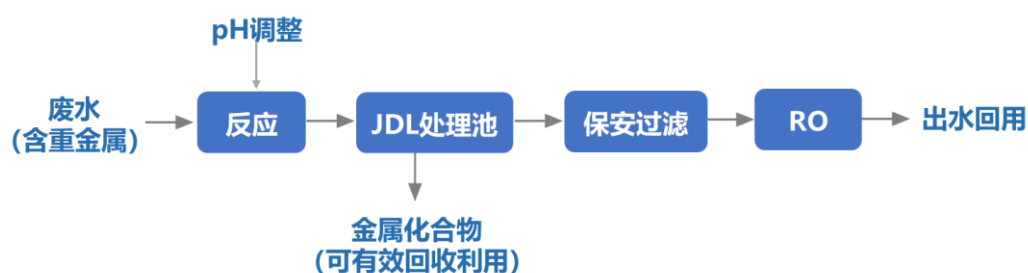 pH调整
废水
（含重金属）
反应
JDL处理池
保安过滤
RO
出水回用
金属化合物
（可有效回收利用）